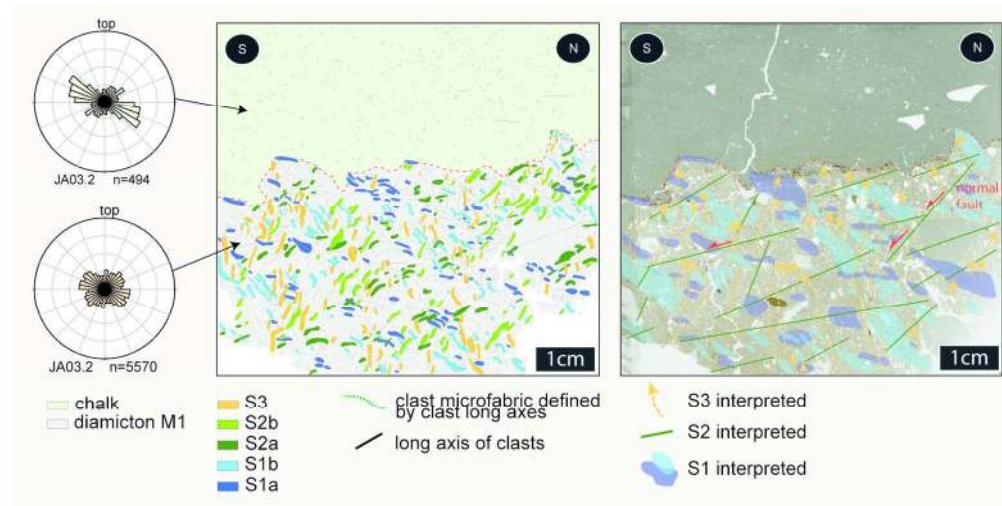 top
JA03.2 n=494
top
JA03.2 n=5570
S
N
1cm
S
N
normal
fault
1cm
chalk
diamicton M1
S3
S2b
S2a
S1b
S1a
clast microfabric defined
by clast long axes
long axis of clasts
S3 interpreted
S2 interpreted
S1 interpreted